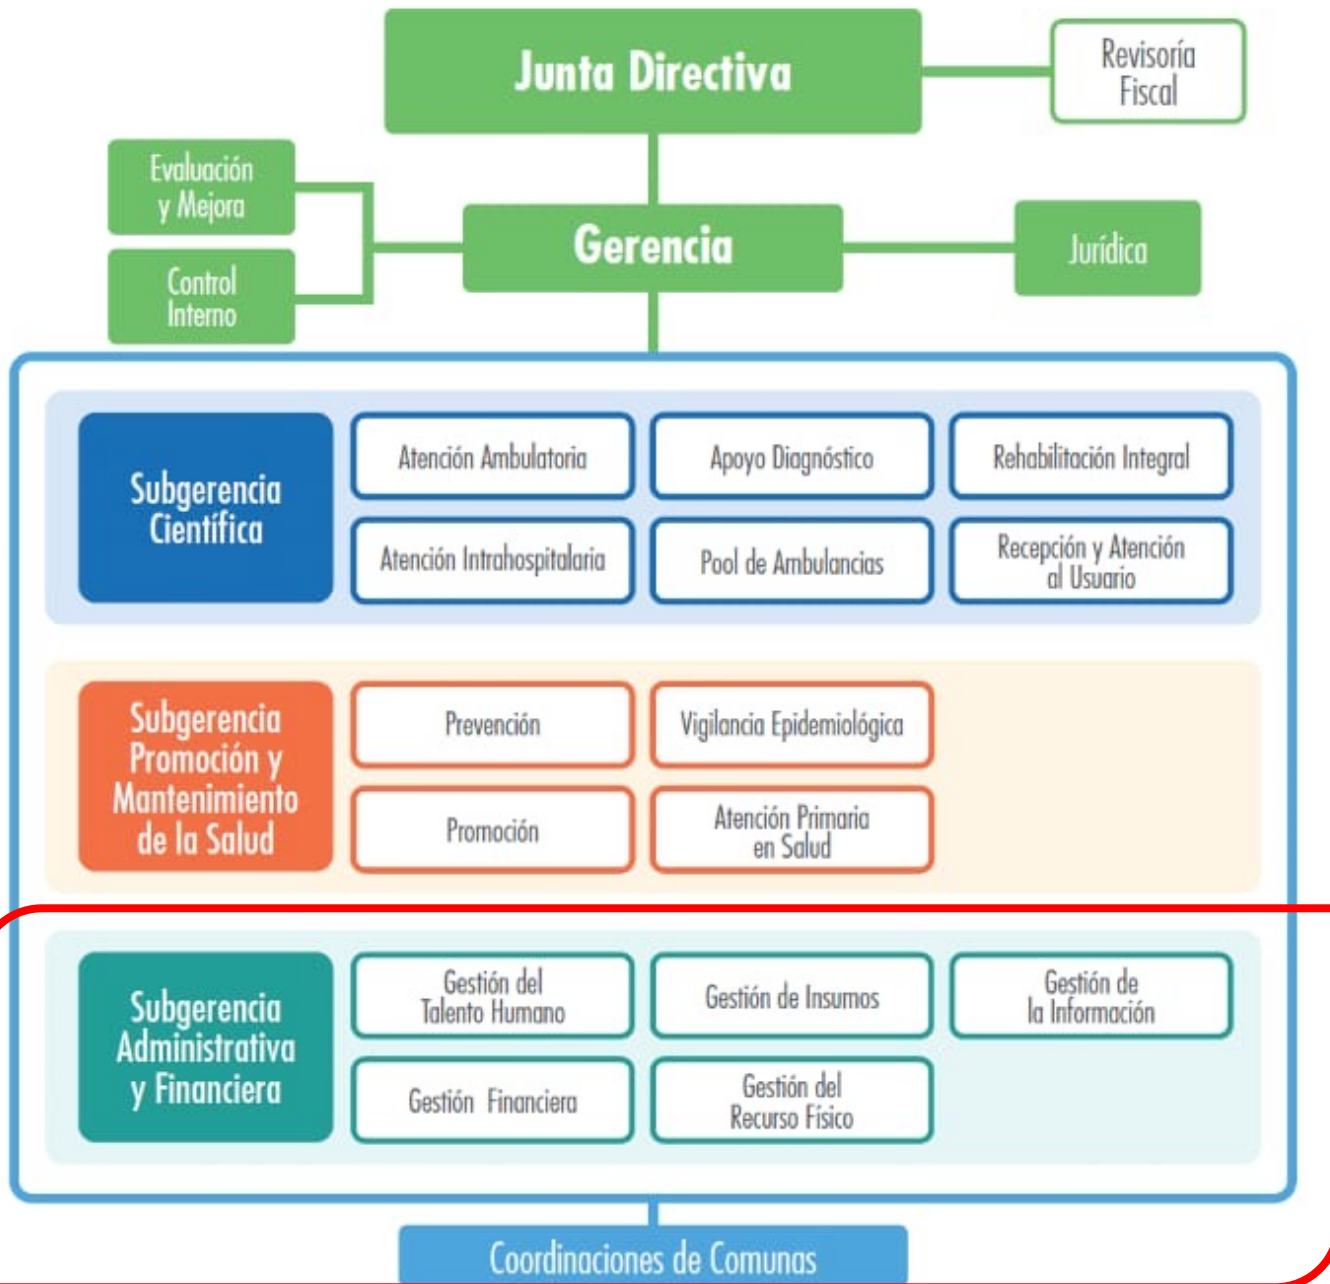 Junta Directiva
Revisoría
Fiscal
Evaluación
y Mejora
Control
Interno
Gerencia
Jurídica
Subgerencia
Científica
Atención Ambulatoria
Apoyo Diagnóstico
Rehabilitación Integral
Atención Intrahospitalaria
Pool de Ambulancias
Recepción y Atención
al Usuario
Subgerencia
Promoción y
Mantenimiento
de la Salud
Prevención
Vigilancia Epidemiológica
Promoción
Atención Primaria
en Salud
Subgerencia
Administrativa
y Financiera
Gestión del
Talento Humano
Gestión de Insumos
Gestión de
la Información
Gestión Financiera
Gestión del
Recurso Físico
Coordinaciones de Comunas